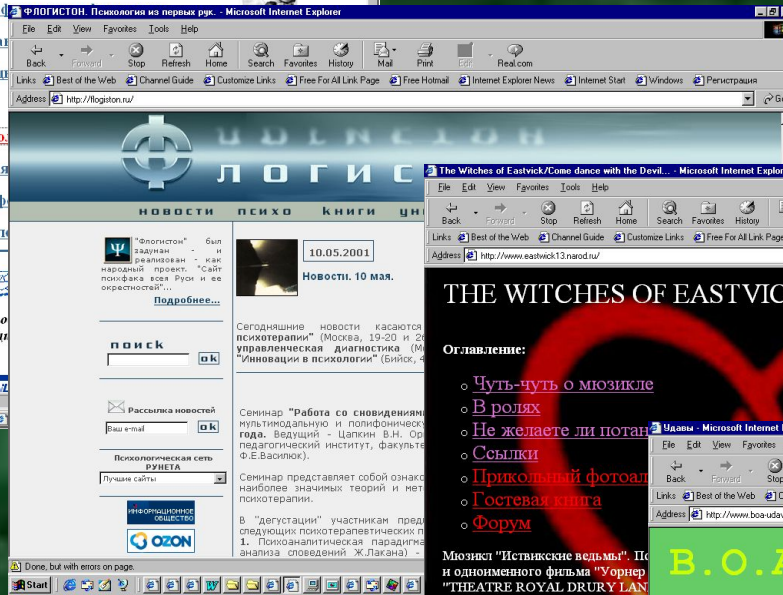 ФЛОГИСТОН. Психология из первых рук. - Microsoft Internet Explorer
File Edit View Favorites Tools Help
Back Forward Stop Refresh Home Search Favorites History Mail Print Edit Real.com
Links Best of the Web Channel Guide Customize Links Free For All Link Page Free Hotmail Internet Explorer News Internet Start Windows Регистрация
Address http://flogiston.ru/
ЛОГИС
НОВОСТИ ПСИХО КНИГИ УНИ
"Флогистон" был
задуман - и
реализован - как
народный проект. "Сайт
психфака всея Руси и ее
окрестностей"...
Подробнее...
ПОИСК
ok
Рассылка новостей
Ваш e-mail ok
Психологическая сеть
РУНЕТА
Лучшие сайты
ИНФОРМАЦИОННОЕ
ОБЩЕСТВО
OZON
10.05.2001
Новости. 10 мая.
Сегодняшние новости касаются
психотерапии" (Москва, 19-20 и 26
управленческая диагностика (М
"Инновации в психологии" (Бийск, 4
Семинар "Работа со сновидениям
мультимодальную и полифоническу
года. Ведущий - Цапкин В.Н. Ор
педагогический институт, факульте
Ф.Е.Василюк).
Семинар представляет собой ознако
наиболее значимых теорий и мет
психотерапии.
В "дегустации" участникам пред
следующих психотерапевтических п
1. Психоаналитическая парадигма
анализа споведений Ж.Лакана) -
Done, but with errors on page.
Start
The Witches of Eastvick/Come dance with the Devil... - Microsoft Internet Explor
File Edit View Favorites Tools Help
Back Forward Stop Refresh Home Search Favorites History
Links Best of the Web Channel Guide Customize Links Free For All Link Page
Address http://www.eastwick13.narod.ru/
THE WITCHES OF EASTVIC
Оглавление:
Чуть-чуть о мюзикле
В ролях
Не желаете ли потан
Ссылки
Прикольный фотоал
Гостевая книга
Форум
Мюзикл "Иствикские ведьмы". По
и одноименного фильма "Уорнер
"THEATRE ROYAL DRURY LAN
Удавы - Microsoft Internet
File Edit View Favorites
Back Forward Stop
Links Best of the Web
Address http://www.boa-udav
B.O.A